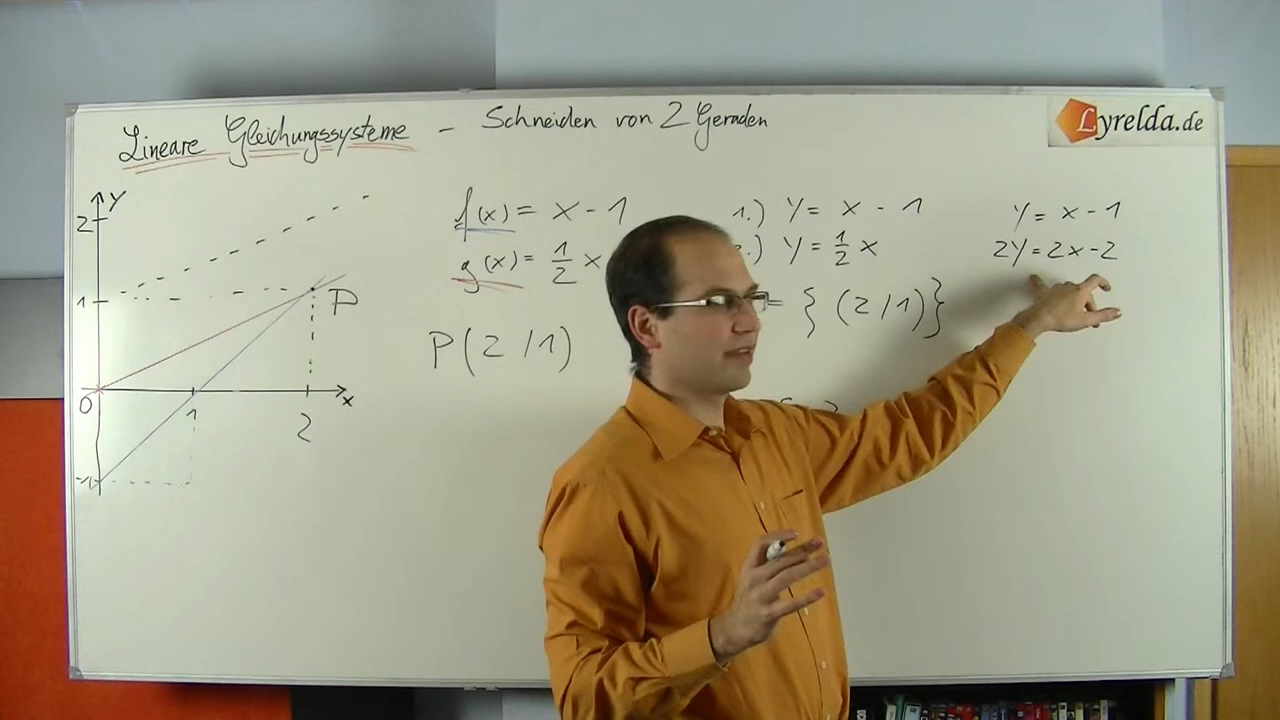 Lineare Gleichungssysteme - Schneiden von 2 Geraden
Lyrelda.de
y
2
1
0
-1
1
2
x
P
f(x) = x - 1
g(x) = 1/2 x
P(2/1)
1.) y = x - 1
.) y = 1/2 x
= {(2/1)}
y = x - 1
2y = 2x - 2